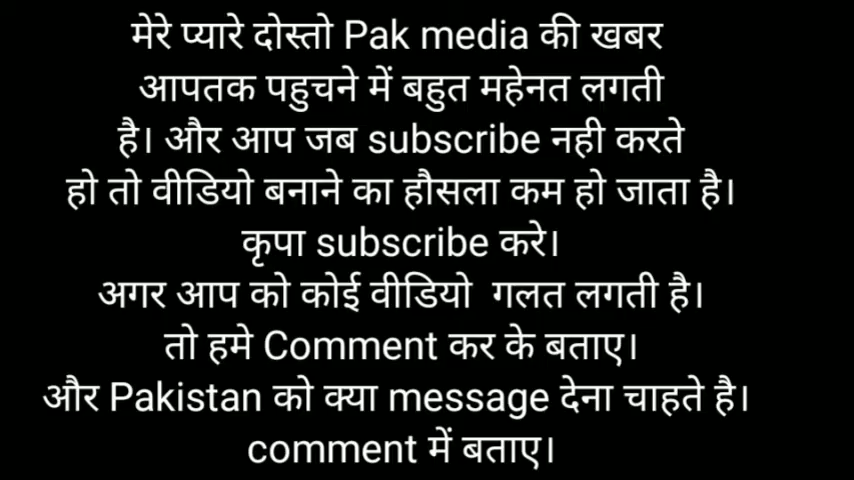 मेरे प्यारे दोस्तो Pak media की खबर
आपतक पहुचने में बहुत महेनत लगती
है। और आप जब subscribe नही करते
हो तो वीडियो बनाने का हौसला कम हो जाता है।
कृपा subscribe करे।
अगर आप को कोई वीडियो गलत लगती है।
तो हमे Comment कर के बताए।
और Pakistan को क्या message देना चाहते है।
comment में बताए।